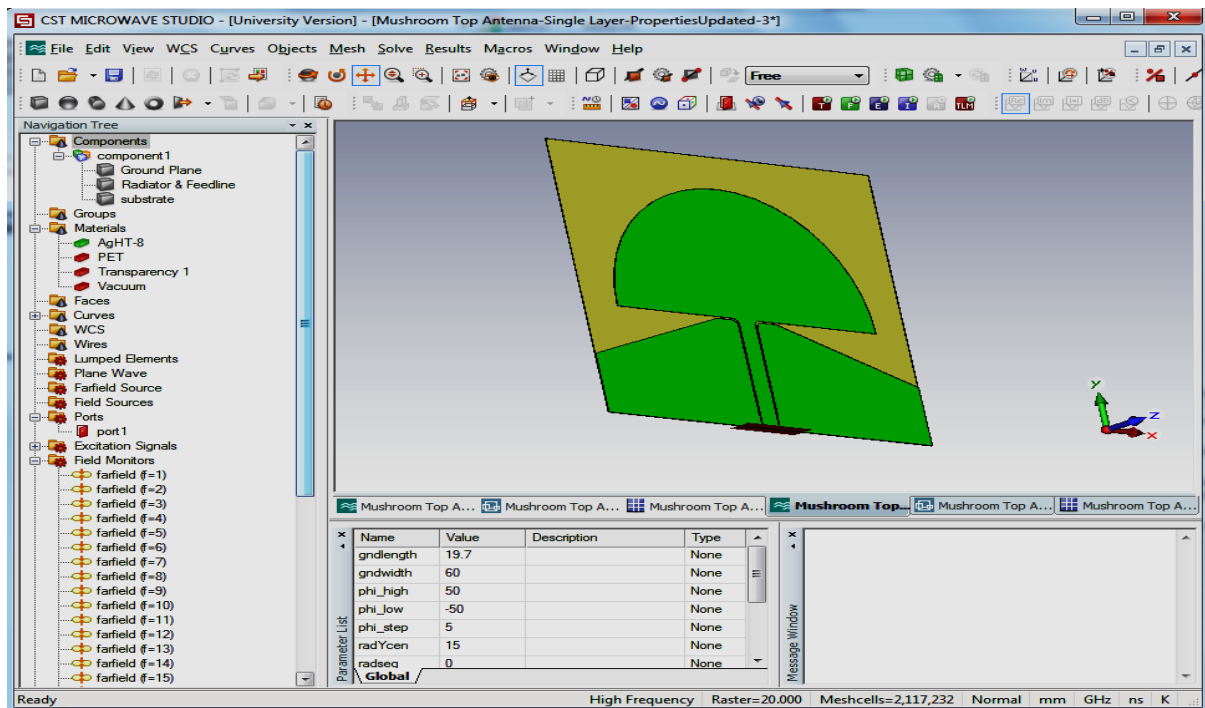 CST MICROWAVE STUDIO - [University Version] - [Mushroom Top Antenna-Single Layer-PropertiesUpdated-3*]
File Edit View WCS Curves Objects Mesh Solve Results Macros Window Help
Free
Navigation Tree
Components
component1
Ground Plane
Radiator & Feedline
substrate
Groups
Materials
AgHT-8
PET
Transparency 1
Vacuum
Faces
Curves
WCS
Wires
Lumped Elements
Plane Wave
Farfield Source
Field Sources
Ports
port1
Excitation Signals
Field Monitors
farfield (f=1)
farfield (f=2)
farfield (f=3)
farfield (f=4)
farfield (f=5)
farfield (f=6)
farfield (f=7)
farfield (f=8)
farfield (f=9)
farfield (f=10)
farfield (f=11)
farfield (f=12)
farfield (f=13)
farfield (f=14)
farfield (f=15)
y
z
x
Mushroom Top A... Mushroom Top A... Mushroom Top A... Mushroom Top... Mushroom Top A... Mushroom Top A...
Parameter List
Name Value Description Type
gndlength 19.7 None
gndwidth 60 None
phi_high 50 None
phi_low -50 None
phi_step 5 None
radYcen 15 None
radseg 0 None
Global
Message Window
Ready High Frequency Raster=20.000 Meshcells=2,117,232 Normal mm GHz ns K